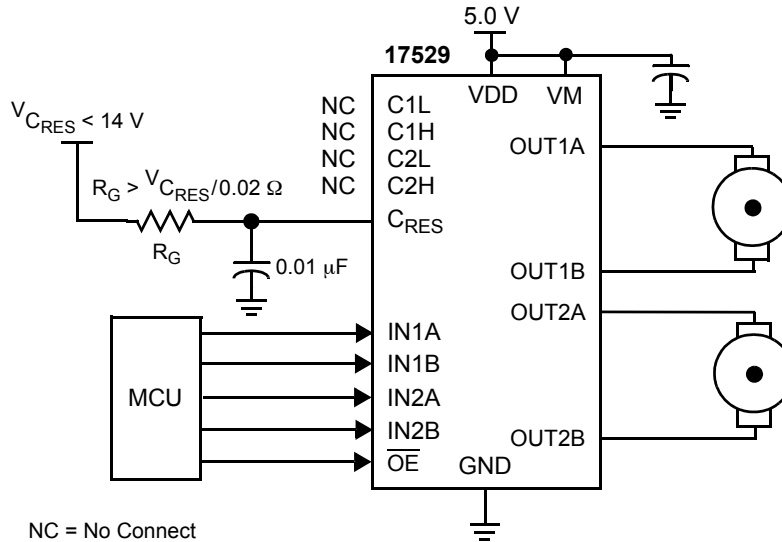 5.0 V
17529
VDD VM
V_CRES < 14 V
NC C1L
NC C1H
NC C2L
NC C2H
OUT1A
R_G > V_CRES/0.02 Ω
C_RES
R_G
0.01 μF
OUT1B
OUT2A
MCU
IN1A
IN1B
IN2A
IN2B
OE
OUT2B
GND
NC = No Connect